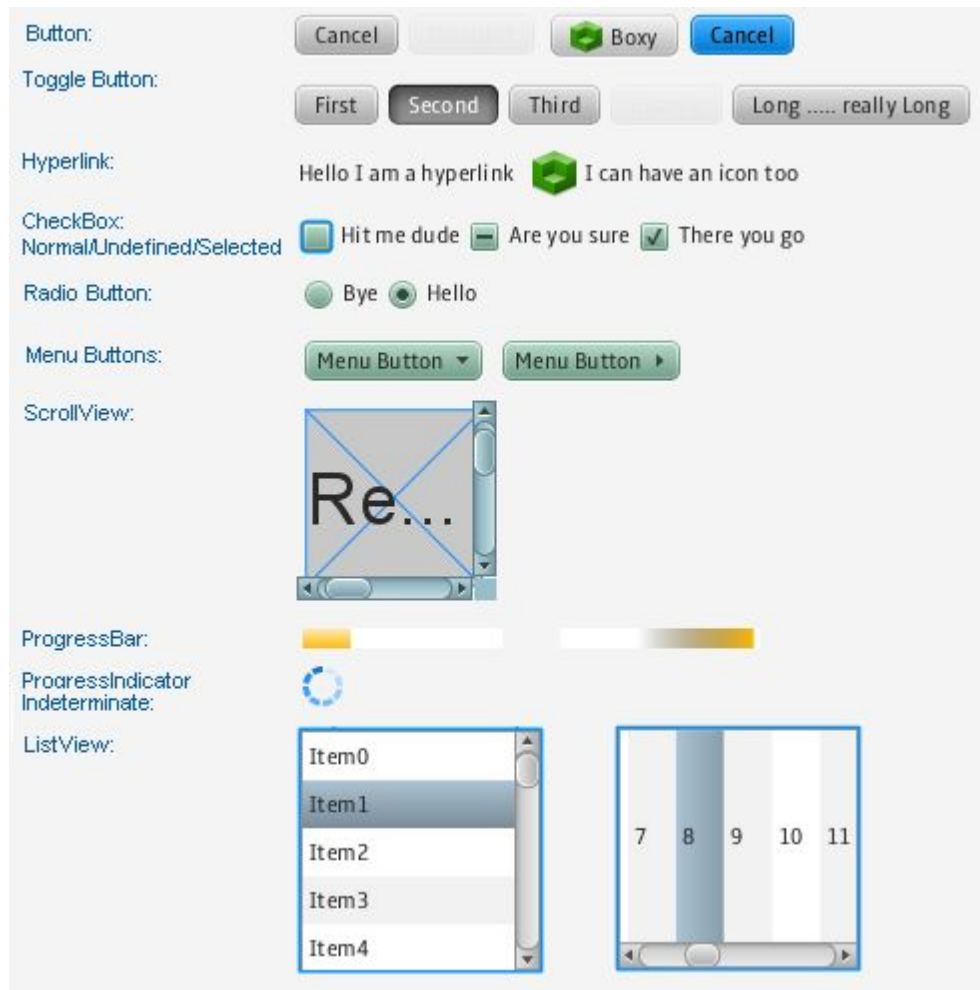 Button: Cancel Boxy Cancel
Toggle Button:
First Second Third Long ..... really Long
Hyperlink:
Hello I am a hyperlink I can have an icon too
CheckBox:
Normal/Undefined/Selected Hit me dude Are you sure There you go
Radio Button: Bye Hello
Menu Buttons: Menu Button Menu Button
ScrollView:
Re...
ProgressBar:
ProgressIndicator
Indeterminate:
ListView:
Item0
Item1
Item2
Item3
Item4
7 8 9 10 11